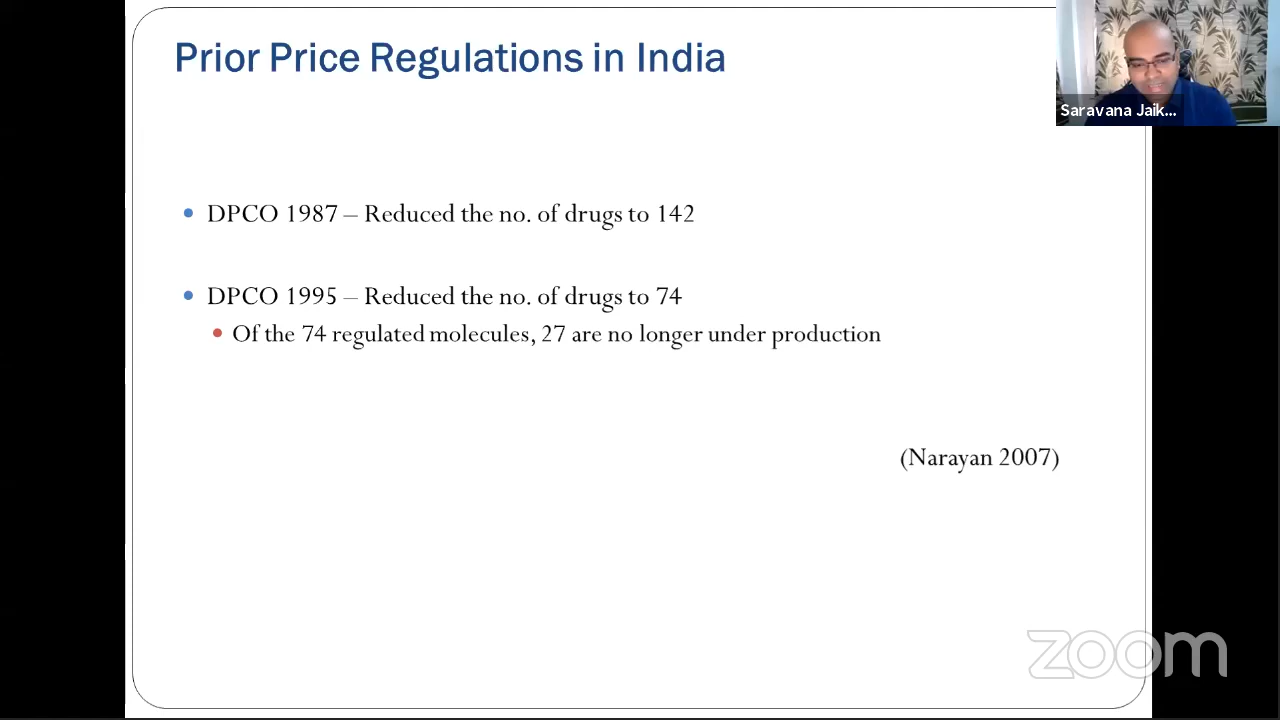 Prior Price Regulations in India
Saravana Jaik...
• DPCO 1987 – Reduced the no. of drugs to 142
• DPCO 1995 – Reduced the no. of drugs to 74
• Of the 74 regulated molecules, 27 are no longer under production
(Narayan 2007)
zoom